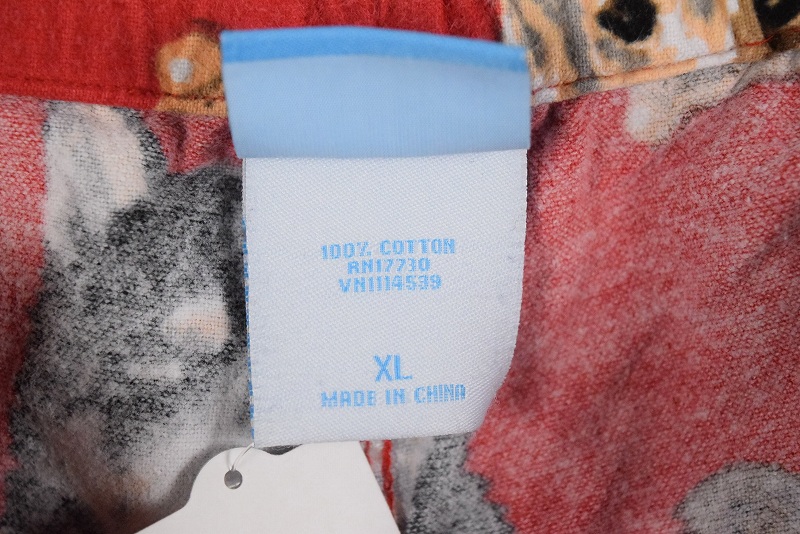 100% COTTON
RN17730
VN1114539
XL
MADE IN CHINA